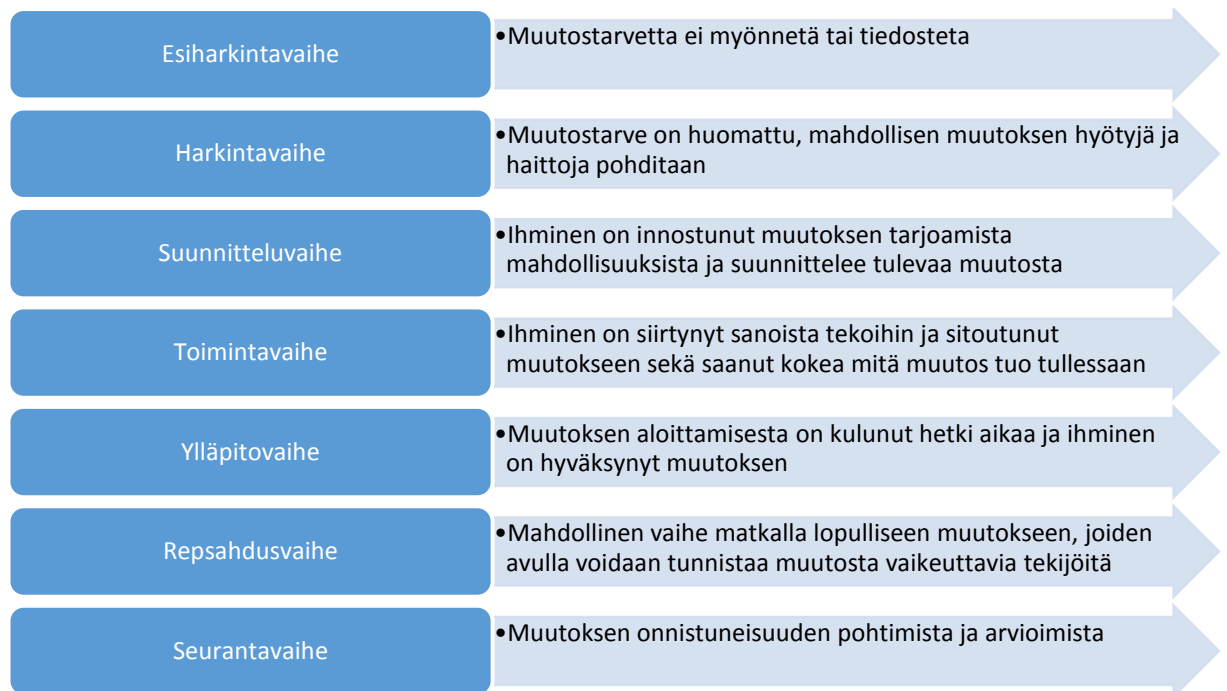 Esiharkintavaihe
•Muutostarvetta ei myönnetä tai tiedosteta
Harkintavaihe
•Muutostarve on huomattu, mahdollisen muutoksen hyötyjä ja
haittoja pohditaan
Suunnitteluvaihe
•Ihminen on innostunut muutoksen tarjoamista
mahdollisuuksista ja suunnittelee tulevaa muutosta
Toimintavaihe
•Ihminen on siirtynyt sanoista tekoihin ja sitoutunut
muutokseen sekä saanut kokea mitä muutos tuo tullessaan
Ylläpitovaihe
•Muutoksen aloittamisesta on kulunut hetki aikaa ja ihminen
on hyväksynyt muutoksen
Repsahdusvaihe
•Mahdollinen vaihe matkalla lopulliseen muutokseen, joiden
avulla voidaan tunnistaa muutosta vaikeuttavia tekijöitä
Seurantavaihe
•Muutoksen onnistuneisuuden pohtimista ja arvioimista